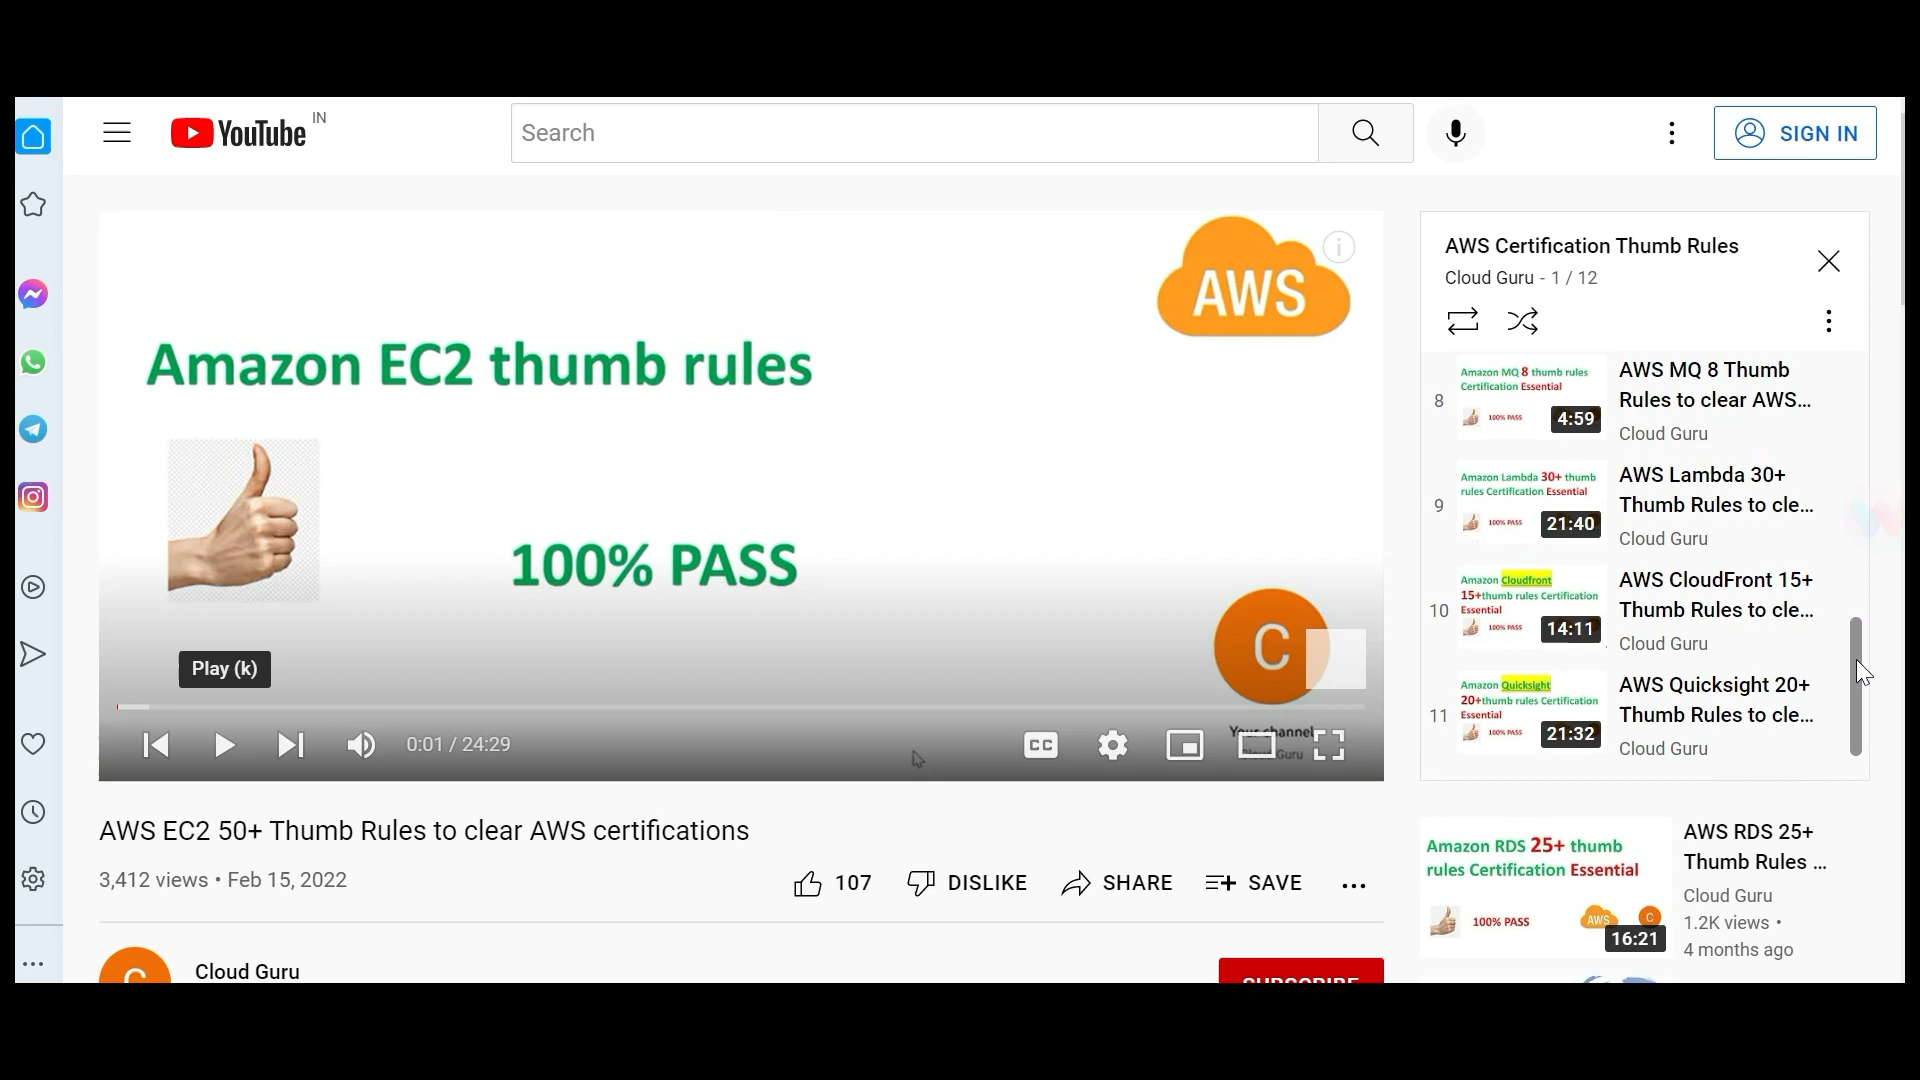 YouTube IN
Search
SIGN IN
AWS
Amazon EC2 thumb rules
100% PASS
C
Play (k)
0:01 / 24:29
CC
AWS Certification Thumb Rules
Cloud Guru - 1 / 12
8
Amazon MQ 8 thumb rules
Certification Essential
100% PASS
4:59
AWS MQ 8 Thumb
Rules to clear AWS...
Cloud Guru
9
Amazon Lambda 30+ thumb
rules Certification Essential
100% PASS
21:40
AWS Lambda 30+
Thumb Rules to cle...
Cloud Guru
10
Amazon Cloudfront
15+thumb rules Certification
Essential
100% PASS
14:11
AWS CloudFront 15+
Thumb Rules to cle...
Cloud Guru
11
Amazon Quicksight
20+thumb rules Certification
Essential
100% PASS
21:32
AWS Quicksight 20+
Thumb Rules to cle...
Cloud Guru
AWS EC2 50+ Thumb Rules to clear AWS certifications
3,412 views • Feb 15, 2022
107
DISLIKE
SHARE
SAVE
Cloud Guru
SUBSCRIBE
Amazon RDS 25+ thumb
rules Certification Essential
100% PASS
AWS
C
16:21
AWS RDS 25+
Thumb Rules ...
Cloud Guru
1.2K views •
4 months ago